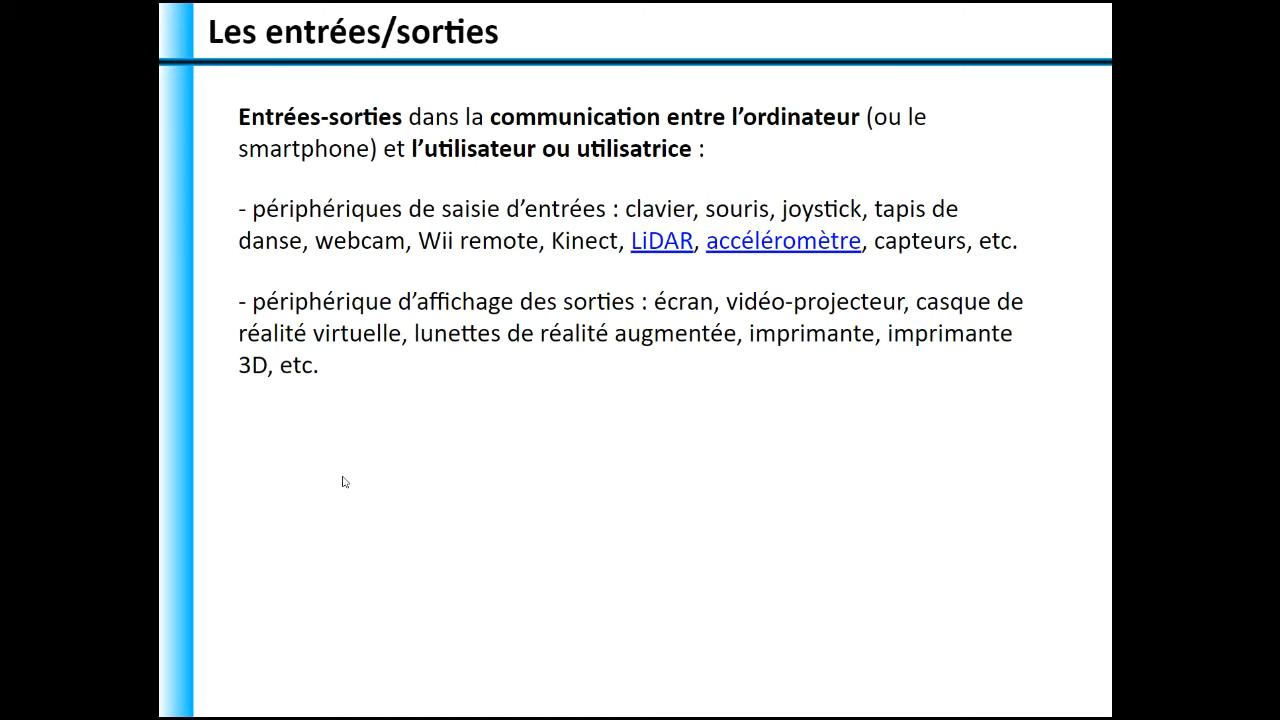 Les entrées/sorties
Entrées-sorties dans la communication entre l’ordinateur (ou le
smartphone) et l’utilisateur ou utilisatrice :
- périphériques de saisie d’entrées : clavier, souris, joystick, tapis de
danse, webcam, Wii remote, Kinect, LiDAR, accéléromètre, capteurs, etc.
- périphérique d’affichage des sorties : écran, vidéo-projecteur, casque de
réalité virtuelle, lunettes de réalité augmentée, imprimante, imprimante
3D, etc.